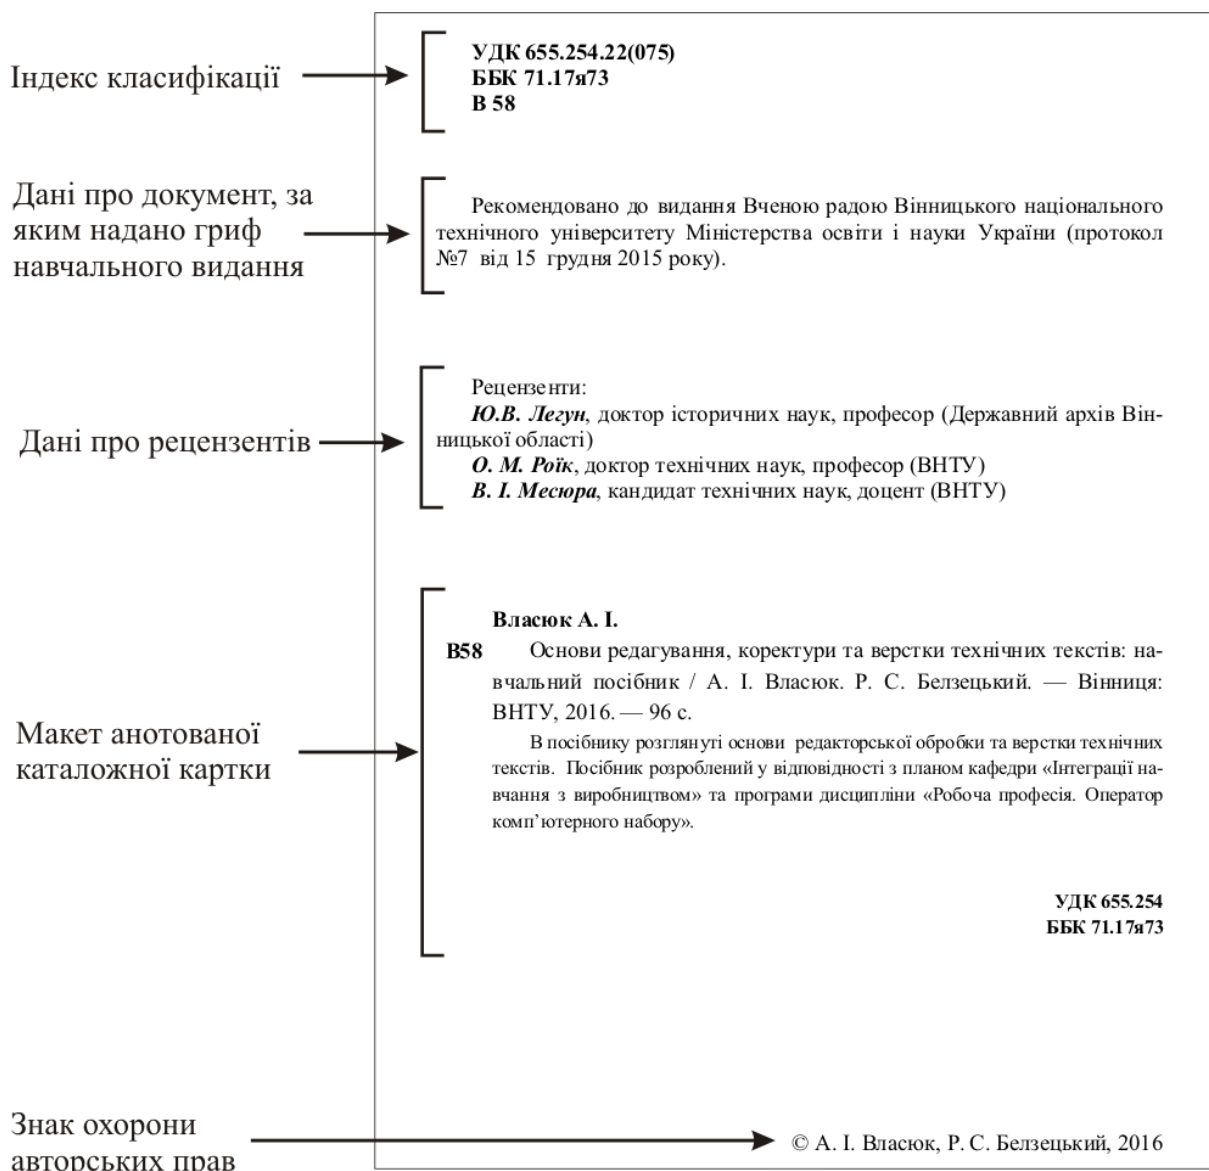 Індекс класифікації
УДК 655.254.22(075)
ББК 71.17я73
В 58
Дані про документ, за
яким надано гриф
навчального видання
Рекомендовано до видання Вченою радою Вінницького національного
технічного університету Міністерства освіти і науки України (протокол
№7 від 15 грудня 2015 року).
Дані про рецензентів
Рецензенти:
Ю.В. Легун, доктор історичних наук, професор (Державний архів Він-
ницької області)
О. М. Роїк, доктор технічних наук, професор (ВНТУ)
В. І. Месюра, кандидат технічних наук, доцент (ВНТУ)
Макет анотованої
каталожної картки
Власюк А. І.
В58 Основи редагування, коректури та верстки технічних текстів: на-
вчальний посібник / А. І. Власюк. Р. С. Белзецький. — Вінниця:
ВНТУ, 2016. — 96 с.
В посібнику розглянуті основи редакторської обробки та верстки технічних
текстів. Посібник розроблений у відповідності з планом кафедри «Інтеграції на-
вчання з виробництвом» та програми дисципліни «Робоча професія. Оператор
комп’ютерного набору».
УДК 655.254
ББК 71.17я73
Знак охорони
авторських прав
© А. І. Власюк, Р. С. Белзецький, 2016